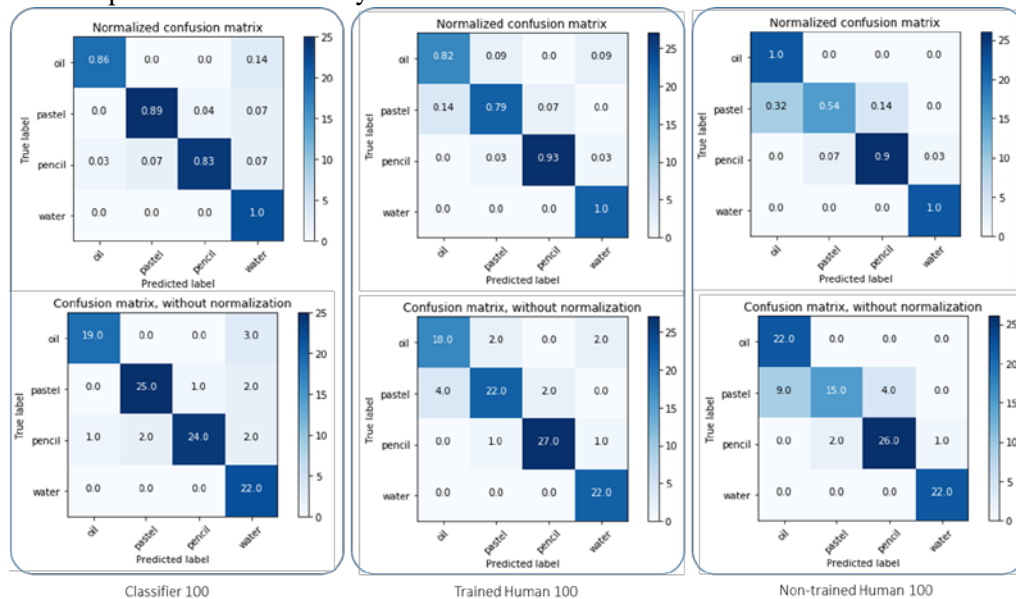 Normalized confusion matrix
oil 0.86 0.0 0.0 0.14
pastel 0.0 0.89 0.04 0.07
pencil 0.03 0.07 0.83 0.07
water 0.0 0.0 0.0 1.0
True label
oil pastel pencil water
Predicted label
25
20
15
10
5
0
Confusion matrix, without normalization
oil 19.0 0.0 0.0 3.0
pastel 0.0 25.0 1.0 2.0
pencil 1.0 2.0 24.0 2.0
water 0.0 0.0 0.0 22.0
True label
oil pastel pencil water
Predicted label
25
20
15
10
5
0
Classifier 100
Normalized confusion matrix
oil 0.82 0.09 0.0 0.09
pastel 0.14 0.79 0.07 0.0
pencil 0.0 0.03 0.93 0.03
water 0.0 0.0 0.0 1.0
True label
oil pastel pencil water
Predicted label
25
20
15
10
5
0
Confusion matrix, without normalization
oil 18.0 2.0 0.0 2.0
pastel 4.0 22.0 2.0 0.0
pencil 0.0 1.0 27.0 1.0
water 0.0 0.0 0.0 22.0
True label
oil pastel pencil water
Predicted label
25
20
15
10
5
0
Trained Human 100
Normalized confusion matrix
oil 1.0 0.0 0.0 0.0
pastel 0.32 0.54 0.14 0.0
pencil 0.0 0.07 0.9 0.03
water 0.0 0.0 0.0 1.0
True label
oil pastel pencil water
Predicted label
25
20
15
10
5
0
Confusion matrix, without normalization
oil 22.0 0.0 0.0 0.0
pastel 9.0 15.0 4.0 0.0
pencil 0.0 2.0 26.0 1.0
water 0.0 0.0 0.0 22.0
True label
oil pastel pencil water
Predicted label
25
20
15
10
5
0
Non-trained Human 100